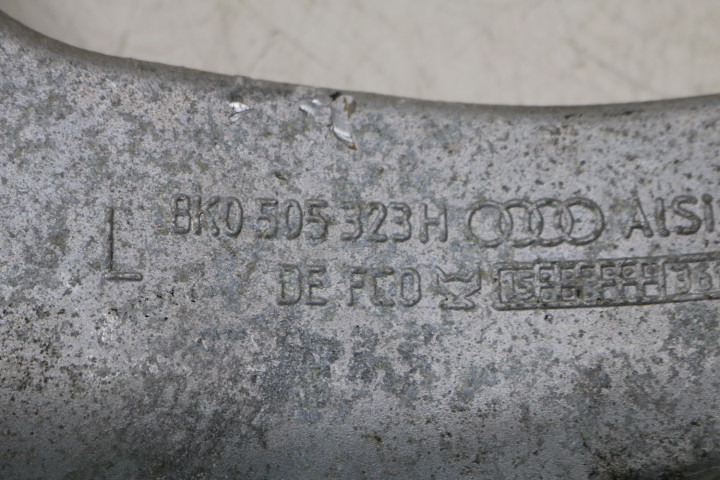 L 8K0 505 323 H AlSi
DE FCO